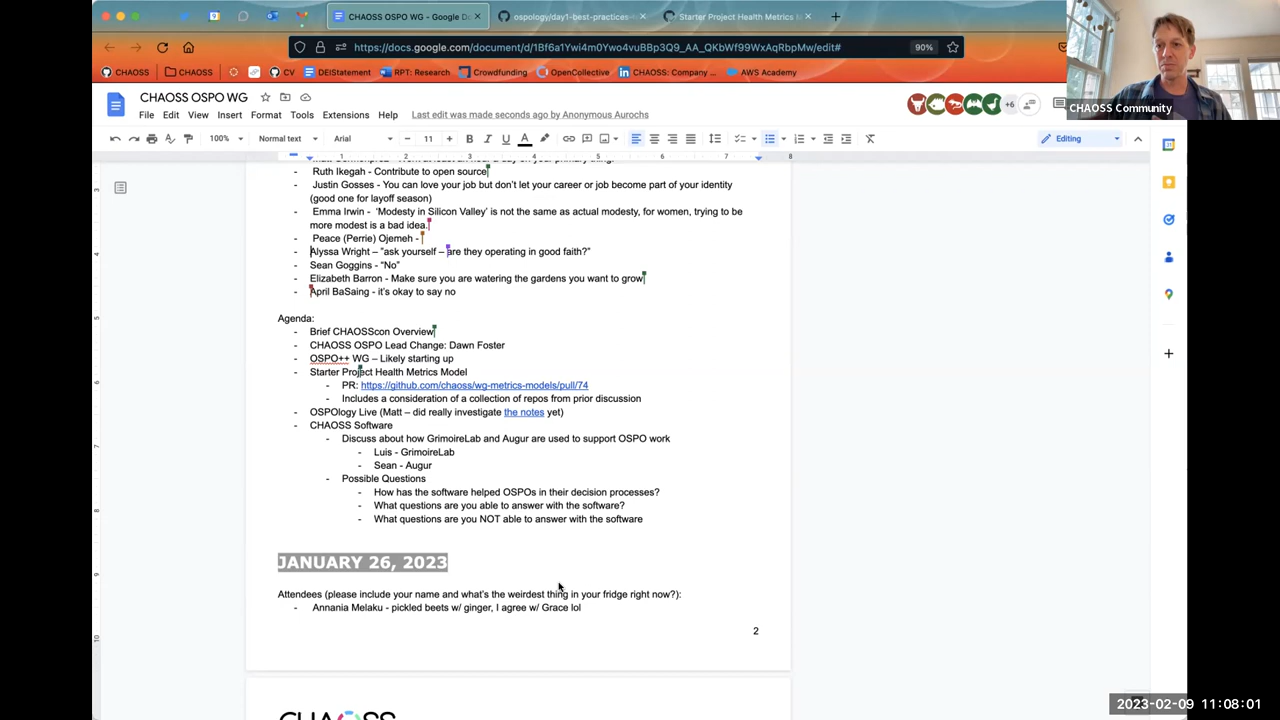 CHAOSS OSPO WG - Google Do
ospology/day1-best-practices-
Starter Project Health Metrics M
https://docs.google.com/document/d/1Bf6a1Ywi4m0Ywo4vuBBp3Q9_AA_QKbWf99WxAqRbpMw/edit#
90%
CHAOSS
CHAOSS
CV
DEIStatement
RPT: Research
Crowdfunding
OpenCollective
CHAOSS: Company ...
AWS Academy
CHAOSS Community
CHAOSS OSPO WG
+6
File Edit View Insert Format Tools Extensions Help Last edit was made seconds ago by Anonymous Aurochs
100% Normal text Arial 11 Editing
1 2 3 4 5 6 7 8
- Ruth Ikegah - Contribute to open source
- Justin Gosses - You can love your job but don't let your career or job become part of your identity
(good one for layoff season)
- Emma Irwin - 'Modesty in Silicon Valley' is not the same as actual modesty, for women, trying to
more modest is a bad idea.
- Peace (Perrie) Ojemeh -
- Alyssa Wright – "ask yourself – are they operating in good faith?"
- Sean Goggins - "No"
- Elizabeth Barron - Make sure you are watering the gardens you want to grow
- April BaSaing - it's okay to say no
Agenda:
- Brief CHAOSScon Overview
- CHAOSS OSPO Lead Change: Dawn Foster
- OSPO++ WG – Likely starting up
- Starter Project Health Metrics Model
- PR: https://github.com/chaoss/wg-metrics-models/pull/74
- Includes a consideration of a collection of repos from prior discussion
- OSPOlogy Live (Matt – did really investigate the notes yet)
- CHAOSS Software
- Discuss about how GrimoireLab and Augur are used to support OSPO work
- Luis - GrimoireLab
- Sean - Augur
- Possible Questions
- How has the software helped OSPOs in their decision processes?
- What questions are you able to answer with the software?
- What questions are you NOT able to answer with the software
JANUARY 26, 2023
Attendees (please include your name and what's the weirdest thing in your fridge right now?):
- Annania Melaku - pickled beets w/ ginger, I agree w/ Grace lol
2
CHAOSS
2023-02-09 11:08:01